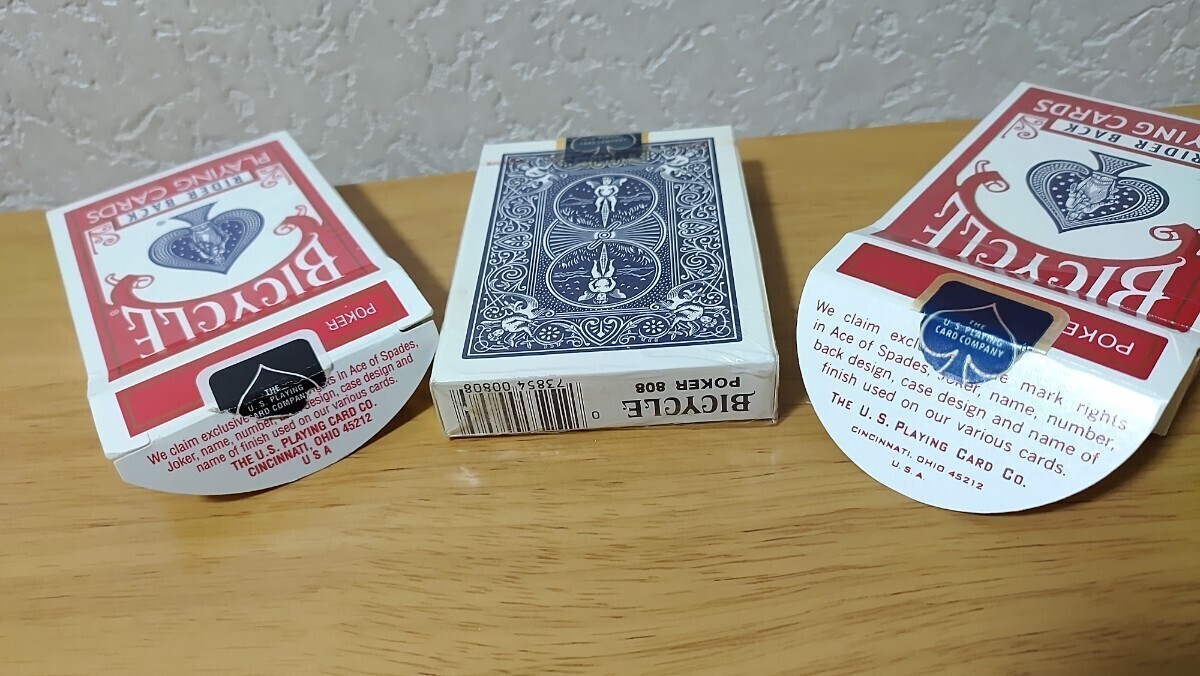 PLAYING CARDS
RIDER BACK
BICYCLE®
POKER
THE
U.S. PLAYING
CARD COMPANY
We claim exclusive in Ace of Spades,
Joker, name, number, design, case design and
name of finish used on our various cards.
THE U.S. PLAYING CARD CO.
CINCINNATI, OHIO 45212
U S A
BICYCLE
POKER 808
0
73854 00808
PLAYING CARDS
RIDER BACK
BICYCLE
POKER
THE
U.S. PLAYING
CARD COMPANY
We claim mark rights
in Ace of Spades, Joker, name, number,
back design, case design and name of
finish used on our various cards.
THE U.S. PLAYING CARD CO.
CINCINNATI, OHIO 45212
U.S.A.